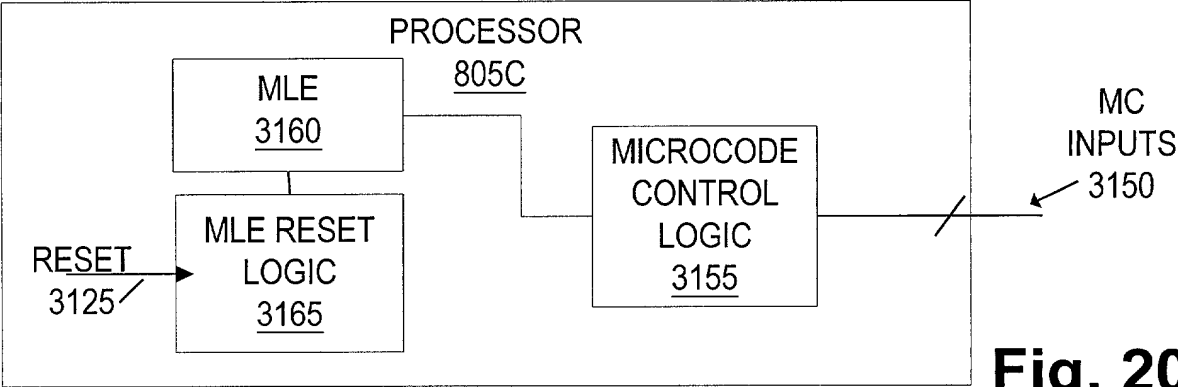 PROCESSOR
805C
MLE
3160
MC
INPUTS
3150
MICROCODE
CONTROL
LOGIC
3155
MLE RESET
LOGIC
3165
RESET
3125
Fig. 20